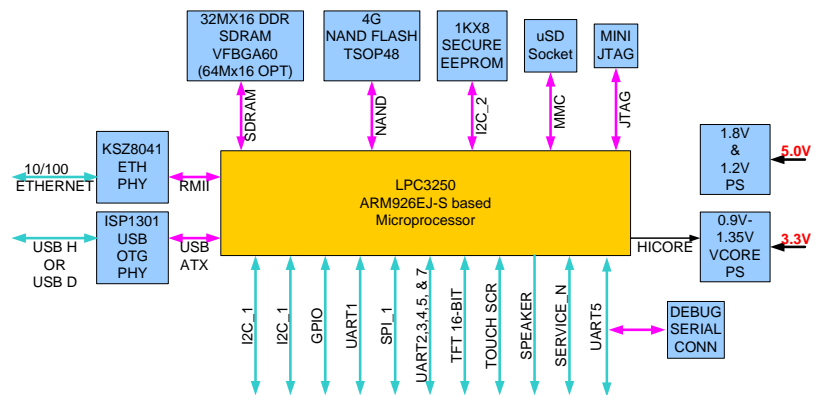 32MX16 DDR
SDRAM
VFBGA60
(64Mx16 OPT)
4G
NAND FLASH
TSOP48
1KX8
SECURE
EEPROM
uSD
Socket
MINI
JTAG
SDRAM
NAND
I2C_2
MMC
JTAG
KSZ8041
ETH
PHY
10/100
ETHERNET
RMII
LPC3250
ARM926EJ-S based
Microprocessor
1.8V
&
1.2V
PS
5.0V
ISP1301
USB
OTG
PHY
USB H
OR
USB D
USB
ATX
HICORE
0.9V-
1.35V
VCORE
PS
3.3V
I2C_1
I2C_1
GPIO
UART1
SPI_1
UART2,3,4,5, & 7
TFT 16-BIT
TOUCH SCR
SPEAKER
SERVICE_N
UART5
DEBUG
SERIAL
CONN